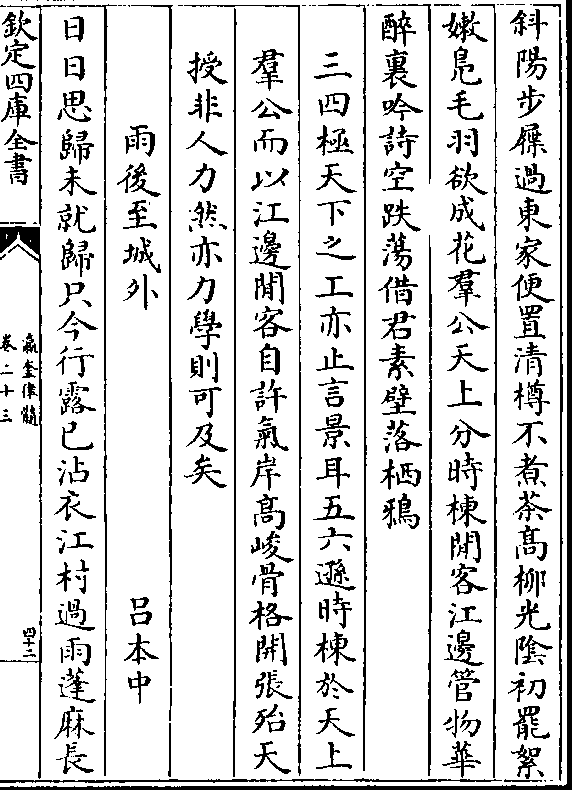 斜陽步屧過東家便置清樽不煮茶髙柳光陰初罷絮
嫩鳬毛羽欲成花羣公天上分時棟閒客江邊管物華
醉裏吟詩空跌蕩借君素壁落栖鴉
三四極天下之工亦止言景耳五六遜時棟於天上
羣公而以江邊閒客自許氣岸髙峻骨格開張殆天
授非人力然亦力學則可及矣
雨後至城外 吕本中
日日思歸未就歸只今行露已沾衣江村過雨蓬麻長
欽定四庫全書
瀛奎律髓
卷二十三
四十二